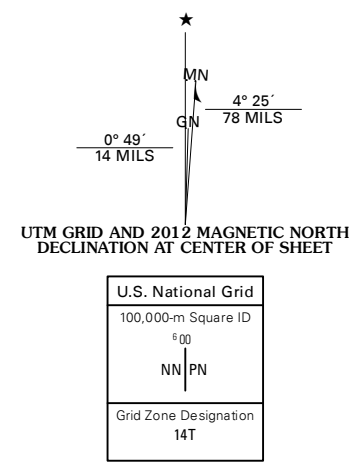 ★
MN
4° 25´
78 MILS
GN
0° 49´
14 MILS
UTM GRID AND 2012 MAGNETIC NORTH
DECLINATION AT CENTER OF SHEET
U.S. National Grid
100,000-m Square ID
6 00
NN PN
Grid Zone Designation
14T